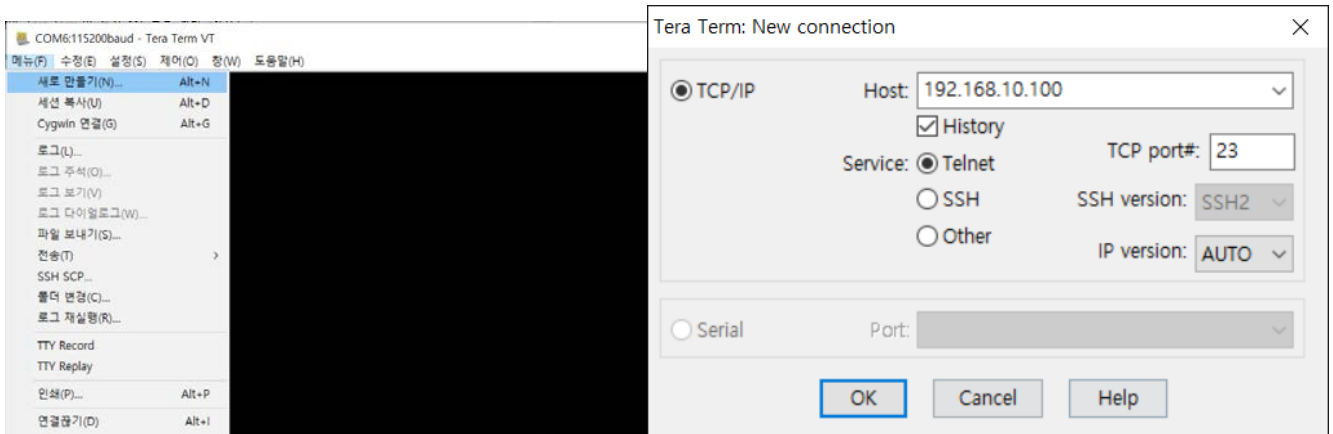 COM6:115200baud - Tera Term VT
메뉴(F) 수정(E) 설정(S) 제어(O) 창(W) 도움말(H)
새로 만들기(N)... Alt+N
세션 복사(U) Alt+D
Cygwin 연결(G) Alt+G
로그(L)...
로그 주석(O)...
로그 보기(V)
로그 다이얼로그(W)...
파일 보내기(S)...
전송(T)
SSH SCP...
폴더 변경(C)...
로그 재실행(R)...
TTY Record
TTY Replay
인쇄(P)... Alt+P
연결끊기(D) Alt+I
Tera Term: New connection
TCP/IP
Host: 192.168.10.100
History
Service: Telnet
TCP port#: 23
SSH
SSH version: SSH2
Other
IP version: AUTO
Serial
Port:
OK Cancel Help